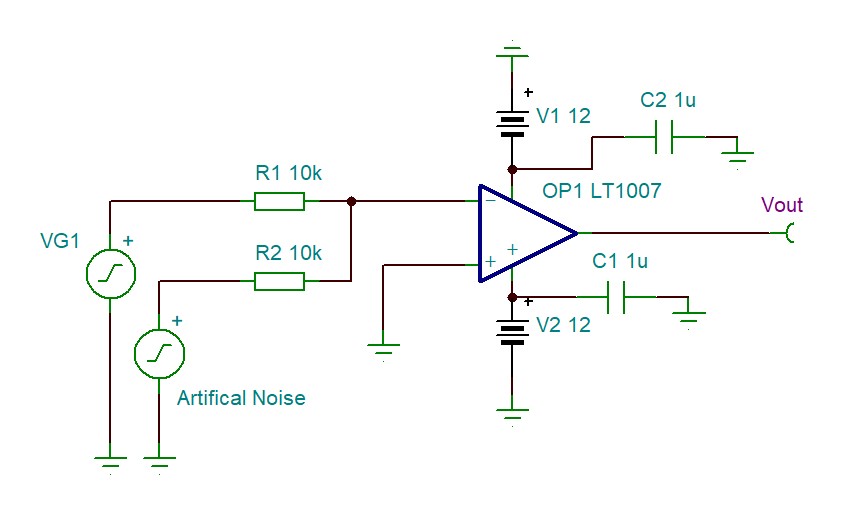 +
V1 12
C2 1u
R1 10k
OP1 LT1007
-
Vout
VG1
+
R2 10k
+
+
C1 1u
+
V2 12
+
Artifical Noise